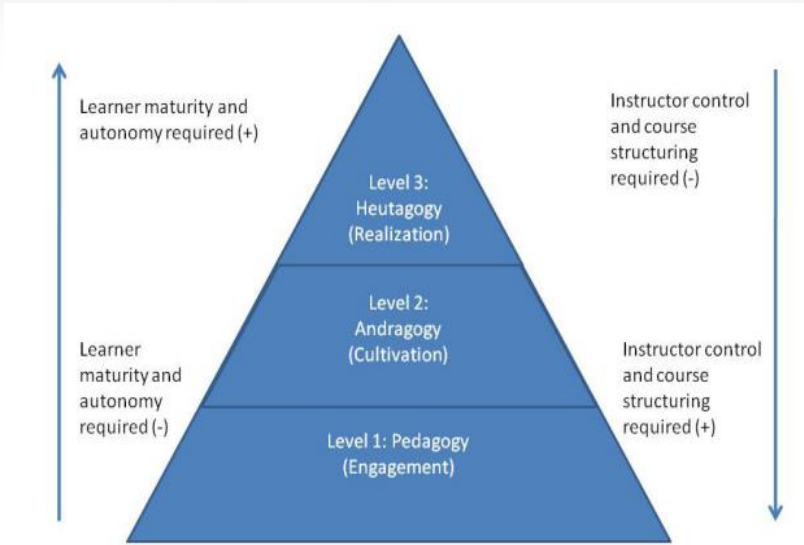 Learner maturity and
autonomy required (+)
Instructor control
and course
structuring
required (-)
Level 3:
Heutagogy
(Realization)
Level 2:
Andragogy
(Cultivation)
Learner
maturity and
autonomy
required (-)
Instructor control
and course
structuring
required (+)
Level 1: Pedagogy
(Engagement)